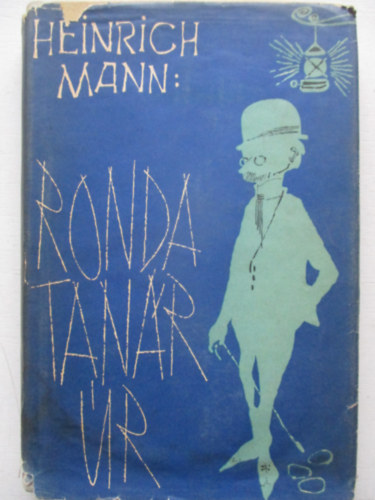 HEINRICH
MANN:
RONDA
TANÁR
ÚR